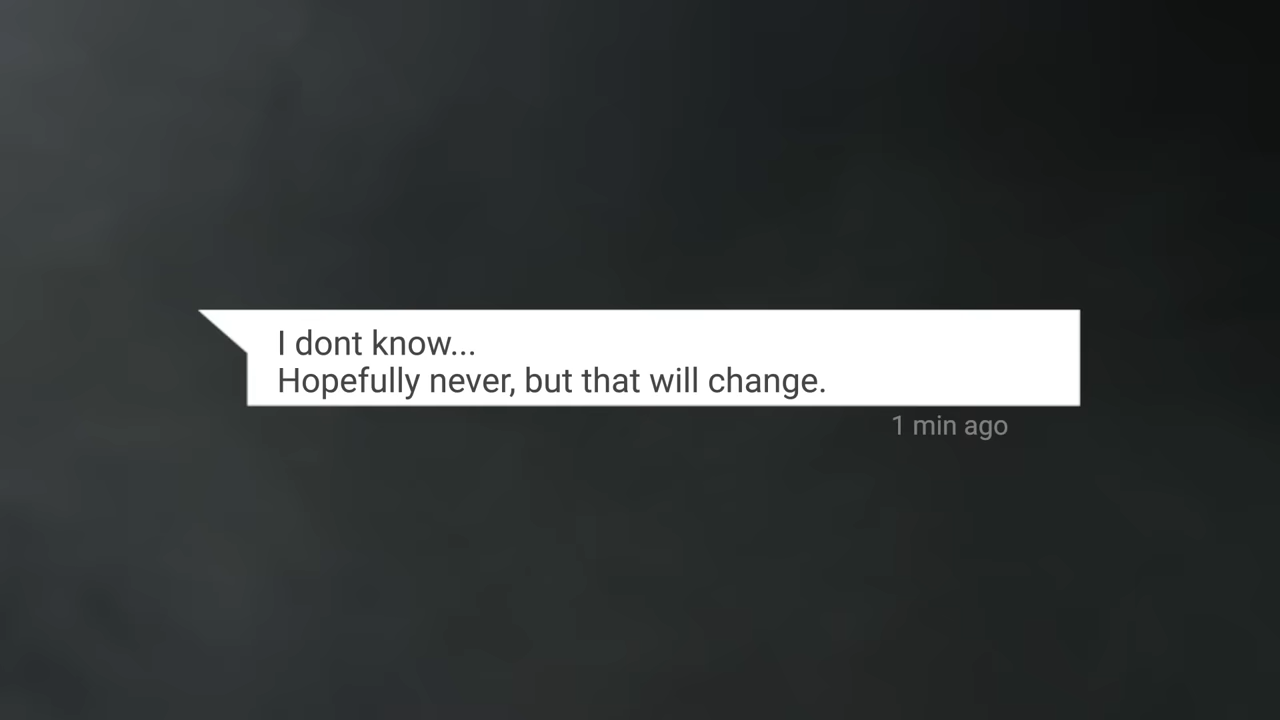 I dont know...
Hopefully never, but that will change.
1 min ago